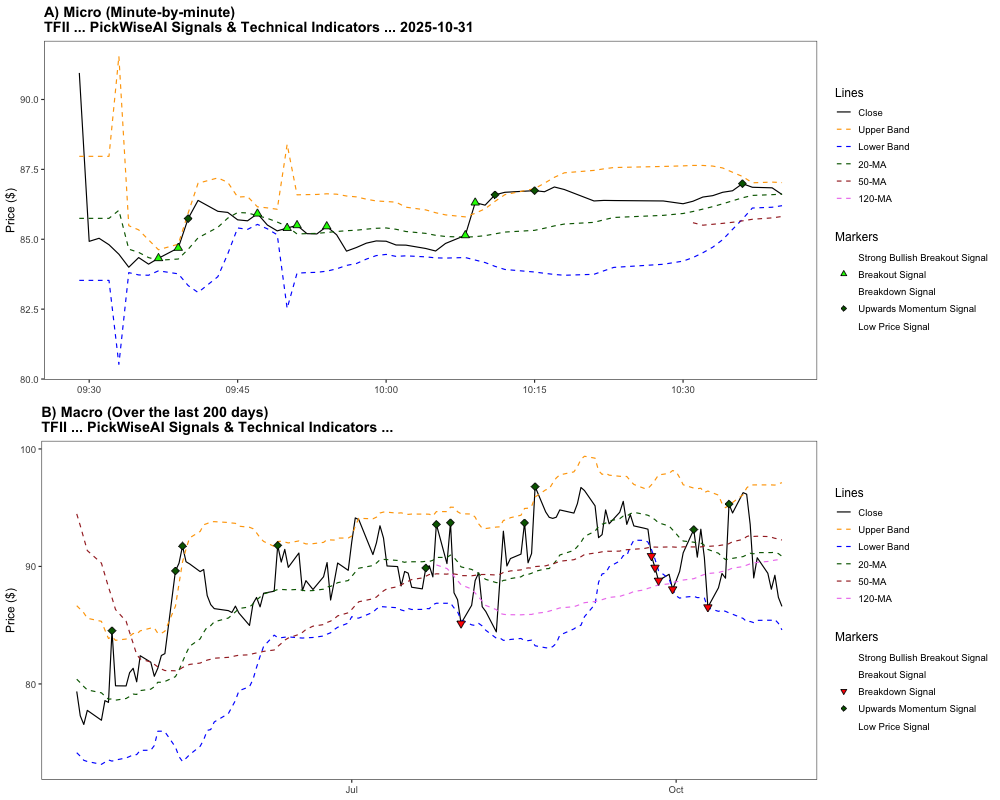 A) Micro (Minute-by-minute)
TFII ... PickWiseAI Signals & Technical Indicators ... 2025-10-31
Price ($)
90.0
87.5
85.0
82.5
80.0
09:30
09:45
10:00
10:15
10:30
Lines
Close
Upper Band
Lower Band
20-MA
50-MA
120-MA
Markers
Strong Bullish Breakout Signal
Breakout Signal
Breakdown Signal
Upwards Momentum Signal
Low Price Signal
B) Macro (Over the last 200 days)
TFII ... PickWiseAI Signals & Technical Indicators ...
Price ($)
100
90
80
Jul
Oct
Lines
Close
Upper Band
Lower Band
20-MA
50-MA
120-MA
Markers
Strong Bullish Breakout Signal
Breakout Signal
Breakdown Signal
Upwards Momentum Signal
Low Price Signal